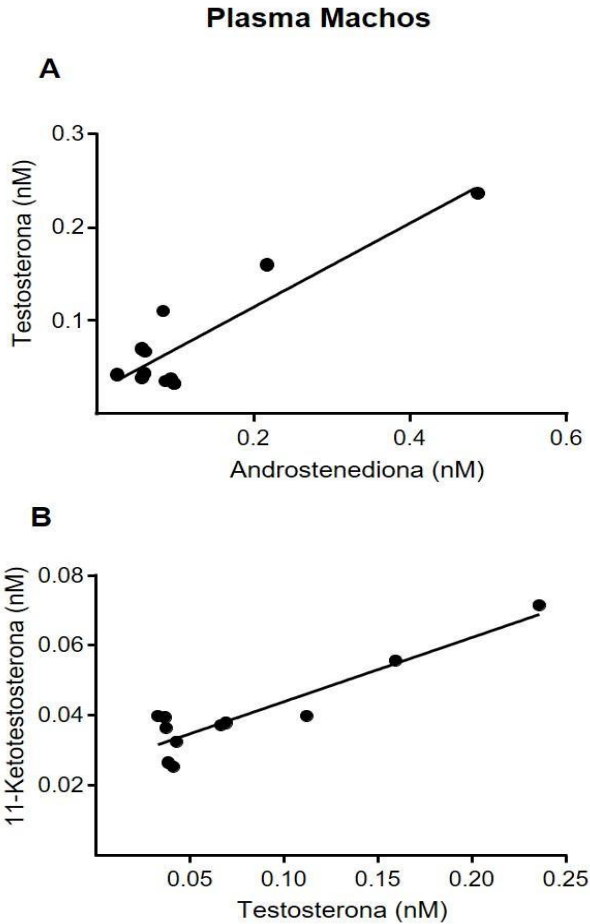 Plasma Machos
A
Testosterona (nM)
0.3
0.2
0.1
0.2 0.4 0.6
Androstenediona (nM)
B
11-Ketotestosterona (nM)
0.08
0.06
0.04
0.02
0.05 0.10 0.15 0.20 0.25
Testosterona (nM)